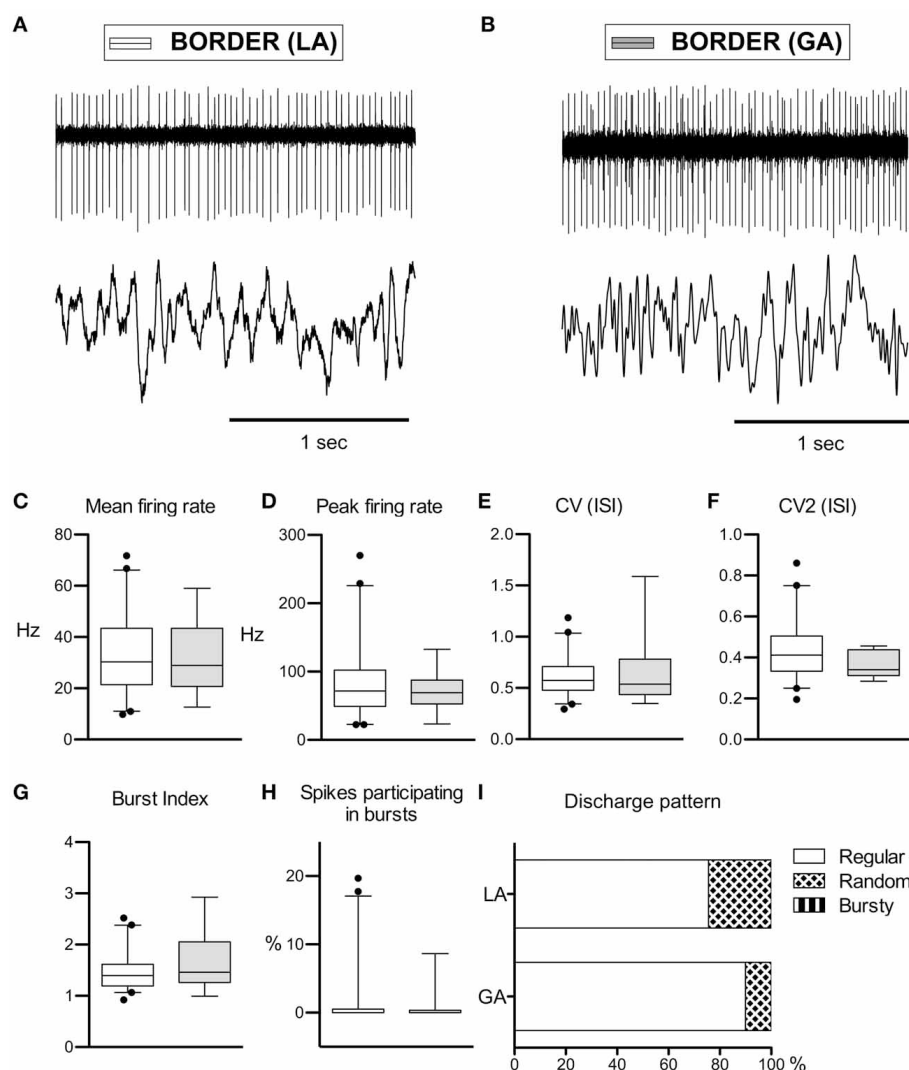 A
BORDER (LA)
B
BORDER (GA)
1 sec
1 sec
C
Mean firing rate
80
60
40
20
0
Hz
D
Peak firing rate
300
200
100
0
Hz
E
CV (ISI)
2.0
1.5
1.0
0.5
0.0
F
CV2 (ISI)
1.0
0.8
0.6
0.4
0.2
0.0
G
Burst Index
4
3
2
1
0
H
Spikes participating
in bursts
20
10
0
%
I
Discharge pattern
LA
GA
0 20 40 60 80 100 %
Regular
Random
Bursty